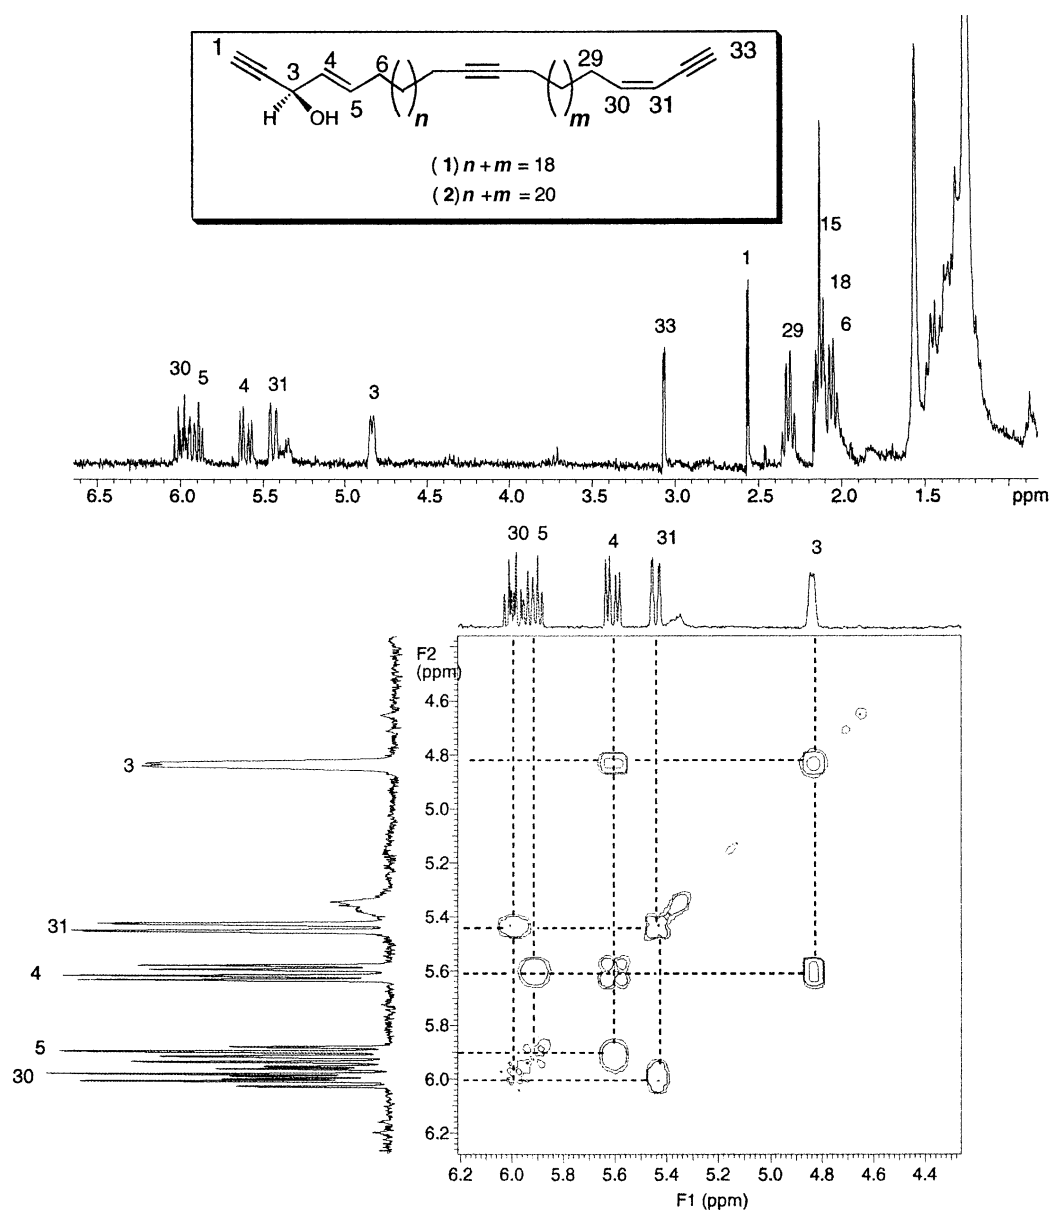 1 3 4 5 6 29 30 31 33
H OH n m
(1) n + m = 18
(2) n + m = 20
30 5 4 31 3 33 1 29 15 18 6
6.5 6.0 5.5 5.0 4.5 4.0 3.5 3.0 2.5 2.0 1.5 ppm
30 5 4 31 3
F2
(ppm)
4.6
4.8
3
5.0
5.2
5.4
31
5.6
4
5.8
5
6.0
30
6.2
6.2 6.0 5.8 5.6 5.4 5.2 5.0 4.8 4.6 4.4
F1 (ppm)